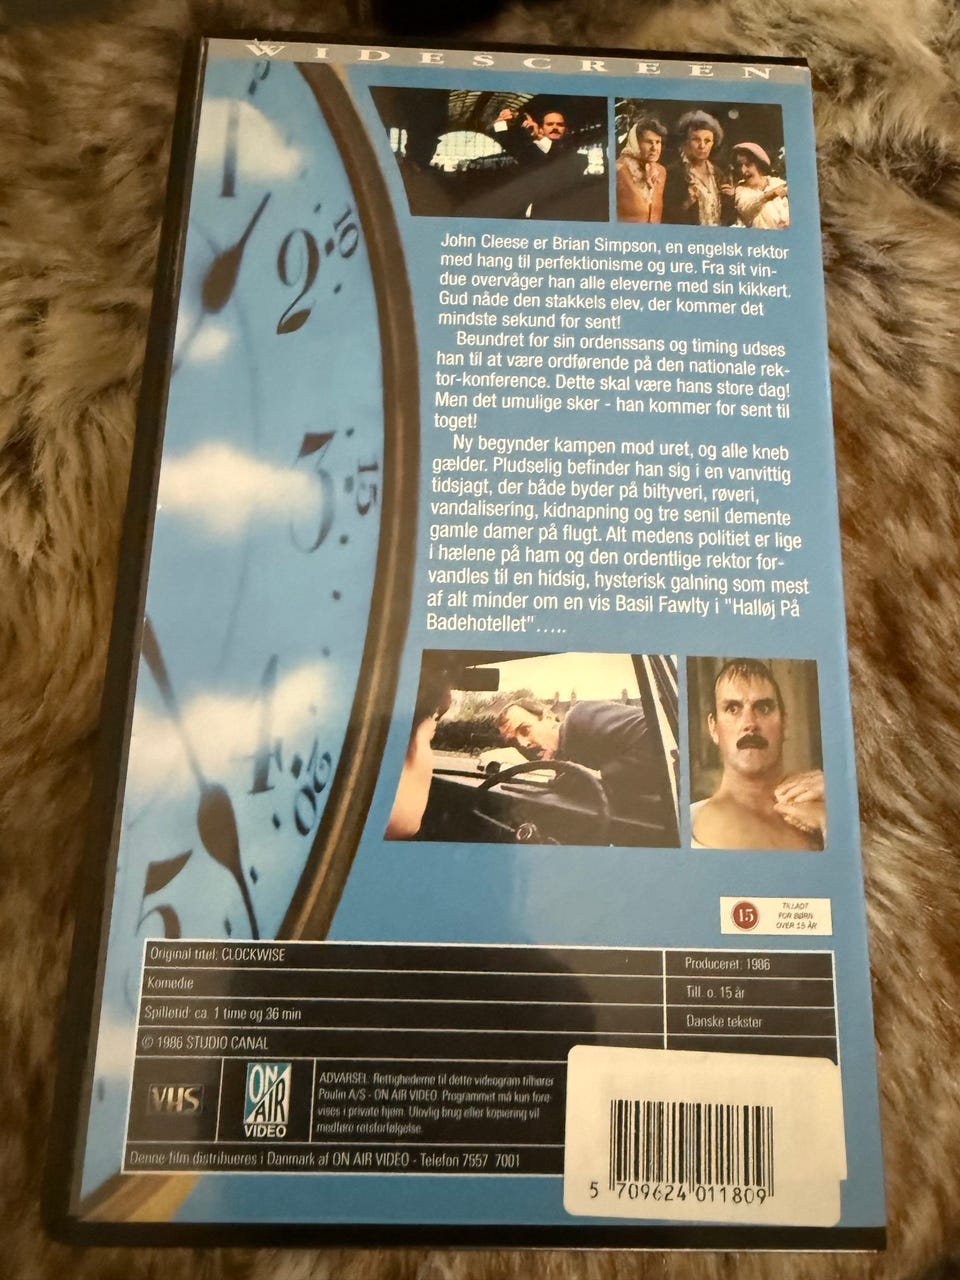 WIDESCREEN
John Cleese er Brian Simpson, en engelsk rektor
med hang til perfektionisme og ure. Fra sit vin-
due overvåger han alle eleverne med sin kikkert.
Gud nåde den stakkels elev, der kommer det
mindste sekund for sent!
Beundret for sin ordenssans og timing udses
han til at være ordførende på den nationale rek-
tor-konference. Dette skal være hans store dag!
Men det umulige sker - han kommer for sent til
toget!
Ny begynder kampen mod uret, og alle kneb
gælder. Pludselig befinder han sig i en vanvittig
tidsjagt, der både byder på biltyveri, røveri,
vandalisering, kidnapning og tre senil demente
gamle damer på flugt. Alt medens politiet er lige
i hælene på ham og den ordentlige rektor for-
vandles til en hidsig, hysterisk galning som mest
af alt minder om en vis Basil Fawlty i "Halløj På
Badehotellet".....
1
2
10
3
15
4
20
5
15
TILLADT
FOR BØRN
OVER 15 ÅR
Original titel: CLOCKWISE
Produceret: 1986
Komedie
Till. o. 15 år
Spilletid: ca. 1 time og 36 min
Danske tekster
© 1986 STUDIO CANAL
VHS
ON
AIR
VIDEO
ADVARSEL: Rettighederne til dette videogram tilhører
Poulm A/S - ON AIR VIDEO. Programmet må kun fore-
vises i private hjem. Ulovlig brug eller kopiering vil
medføre retsforfølgelse.
Denne film distribueres i Danmark af ON AIR VIDEO - Telefon 7557 7001
5 709624 011809